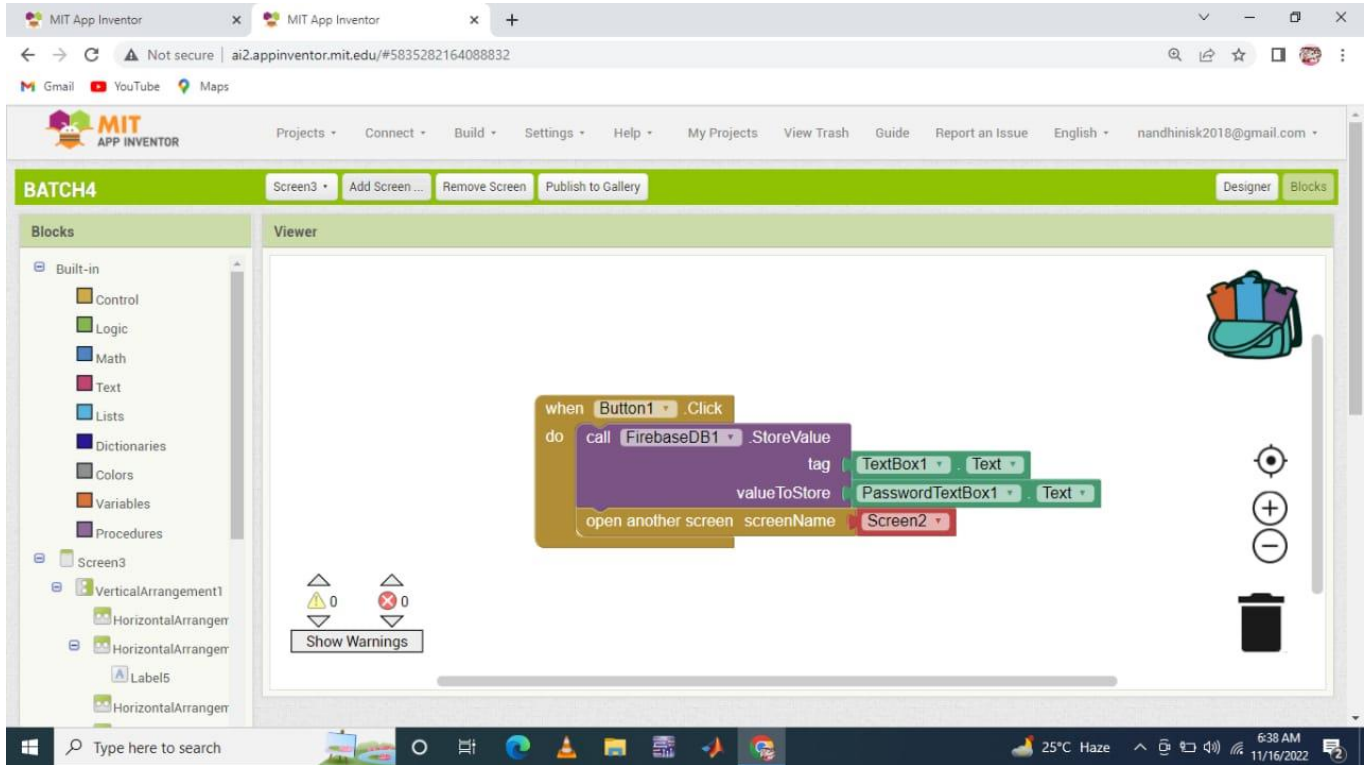 MIT App Inventor
MIT App Inventor
Not secure | ai2.appinventor.mit.edu/#5835282164088832
Gmail YouTube Maps
MIT
APP INVENTOR
Projects Connect Build Settings Help My Projects View Trash Guide Report an Issue English nandhinisk2018@gmail.com
BATCH4 Screen3 Add Screen ... Remove Screen Publish to Gallery Designer Blocks
Blocks Viewer
Built-in
Control
Logic
Math
Text
Lists
Dictionaries
Colors
Variables
Procedures
Screen3
VerticalArrangement1
HorizontalArrangem
HorizontalArrangem
Label5
HorizontalArrangem
when Button1 .Click
do call FirebaseDB1 .StoreValue
tag TextBox1 . Text
valueToStore PasswordTextBox1 . Text
open another screen screenName Screen2
0 0
Show Warnings
Type here to search
25°C Haze
6:38 AM
11/16/2022
2